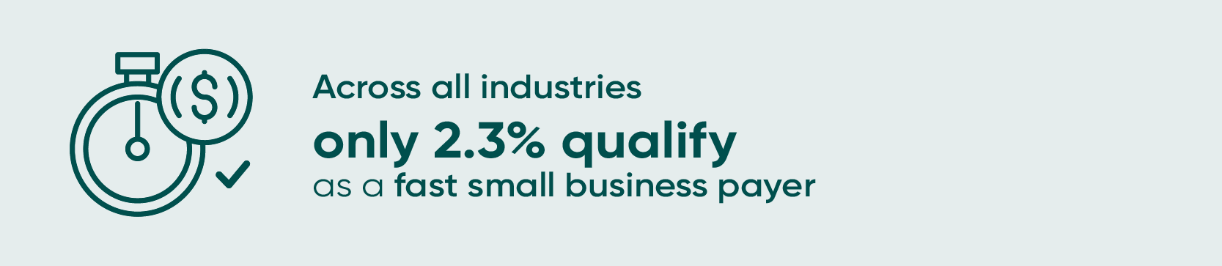 Across all industries
only 2.3% qualify
as a fast small business payer